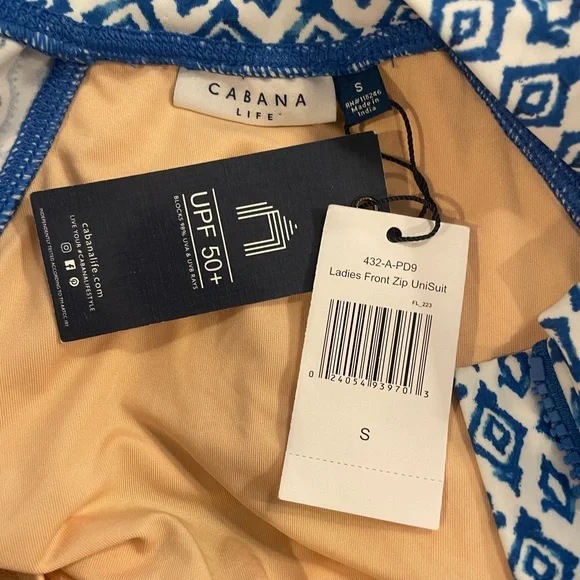 CABANA
LIFE
S
RN#118246
Made in
India
UPF 50+
BLOCKS 98% UVA & UVB RAYS
cabanalife.com
LIVE YOUR #CABANALIFESTYLE
432-A-PD9
Ladies Front Zip UniSuit
FL_223
0 24054 93970 3
S